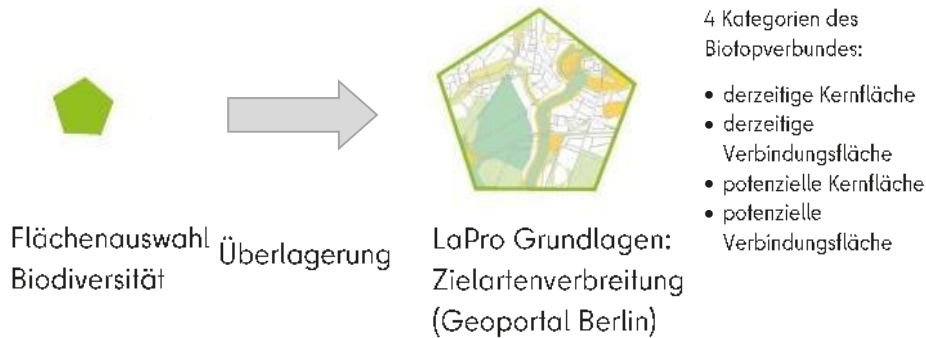 Flächenauswahl
Biodiversität
Überlagerung
LaPro Grundlagen:
Zielartenverbreitung
(Geoportal Berlin)
4 Kategorien des
Biotopverbundes:
• derzeitige Kernfläche
• derzeitige
Verbindungsfläche
• potenzielle Kernfläche
• potenzielle
Verbindungsfläche